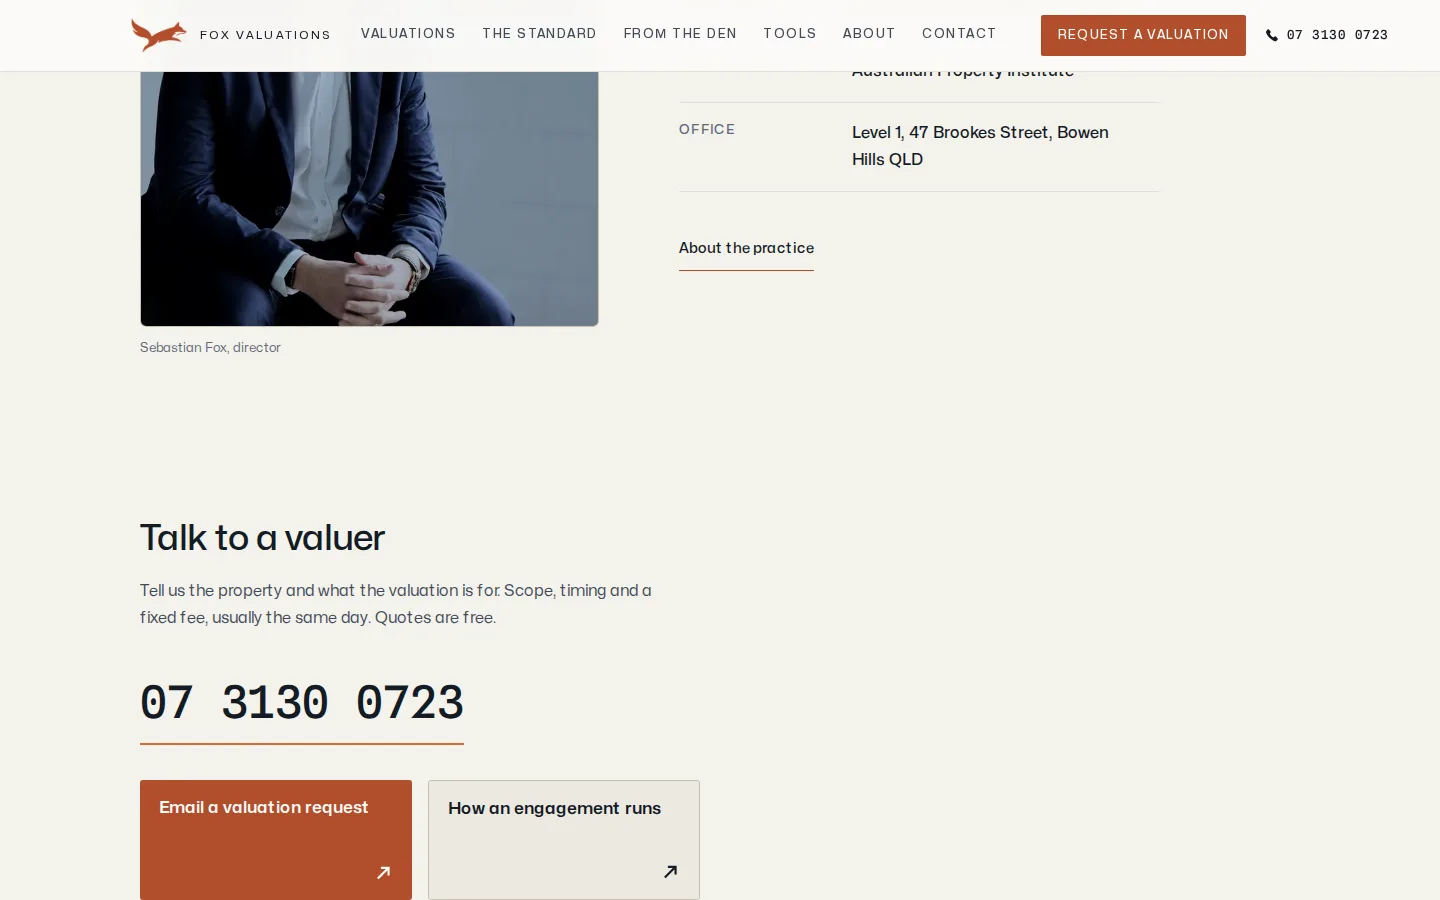 FOX VALUATIONS
VALUATIONS
THE STANDARD
FROM THE DEN
TOOLS
ABOUT
CONTACT
REQUEST A VALUATION
07 3130 0723
Australian Property Institute
OFFICE
Level 1, 47 Brookes Street, Bowen
Hills QLD
About the practice
Sebastian Fox, director
Talk to a valuer
Tell us the property and what the valuation is for. Scope, timing and a
fixed fee, usually the same day. Quotes are free.
07 3130 0723
Email a valuation request
How an engagement runs